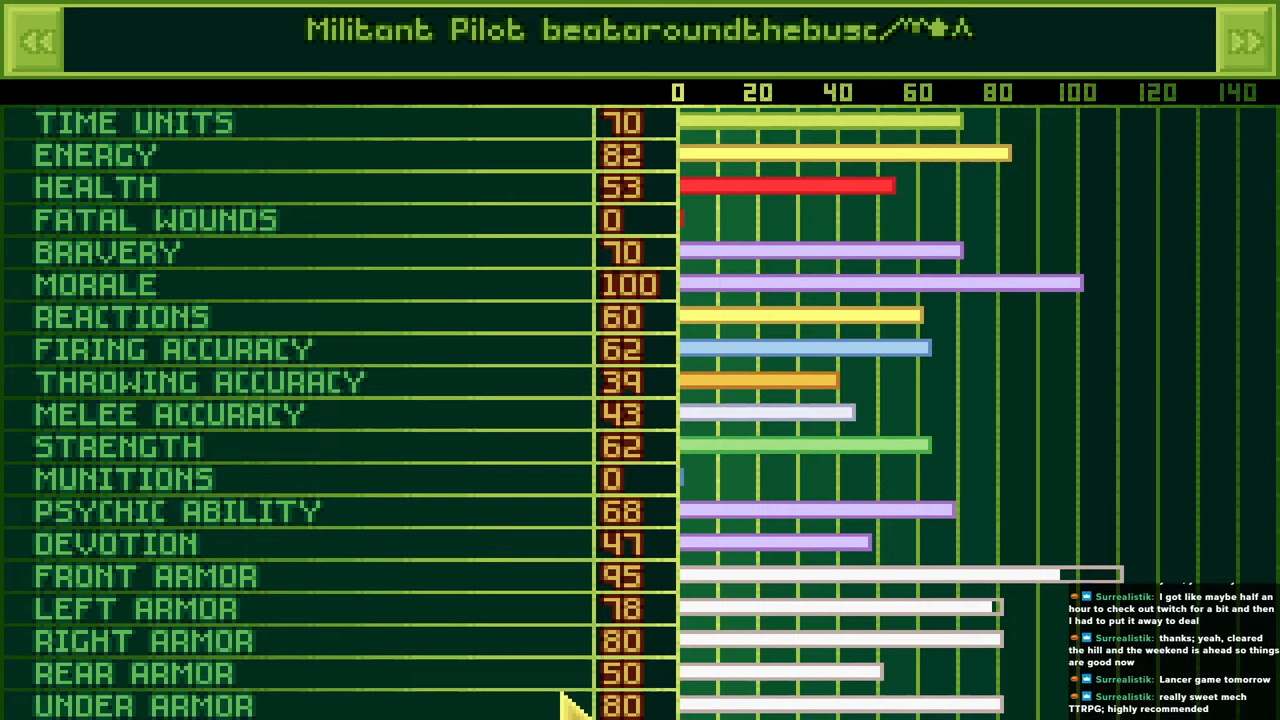 Militant Pilot beataroundthebusc
0 20 40 60 80 100 120 140
TIME UNITS 70
ENERGY 82
HEALTH 53
FATAL WOUNDS 0
BRAVERY 70
MORALE 100
REACTIONS 60
FIRING ACCURACY 62
THROWING ACCURACY 39
MELEE ACCURACY 43
STRENGTH 62
MUNITIONS 0
PSYCHIC ABILITY 68
DEVOTION 47
FRONT ARMOR 95
LEFT ARMOR 78
RIGHT ARMOR 80
REAR ARMOR 50
UNDER ARMOR 80
Surrealistik: I got like maybe half an
hour to check out twitch for a bit and then
I had to put it away to deal
Surrealistik: thanks; yeah, cleared
the hill and the weekend is ahead so things
are good now
Surrealistik: Lancer game tomorrow
Surrealistik: really sweet mech
TTRPG; highly recommended